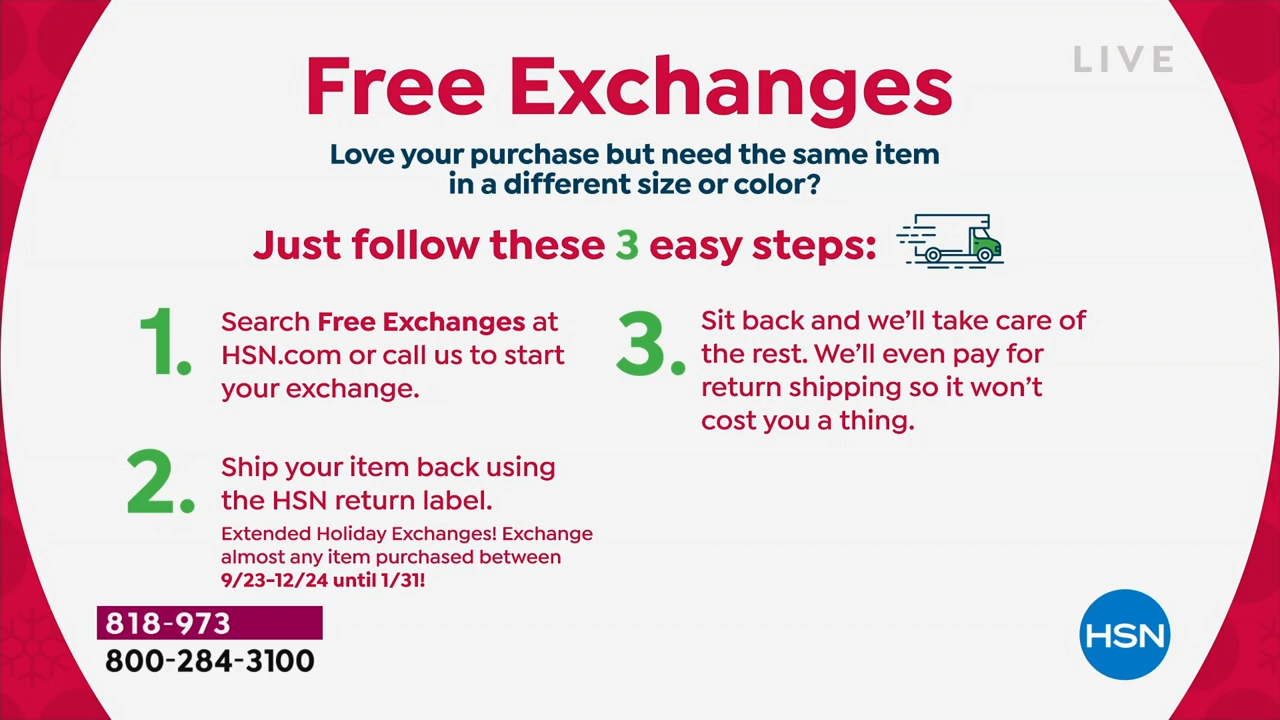 LIVE
Free Exchanges
Love your purchase but need the same item
in a different size or color?
Just follow these 3 easy steps:
1. Search Free Exchanges at
HSN.com or call us to start
your exchange.
2. Ship your item back using
the HSN return label.
Extended Holiday Exchanges! Exchange
almost any item purchased between
9/23-12/24 until 1/31!
3. Sit back and we'll take care of
the rest. We'll even pay for
return shipping so it won't
cost you a thing.
818-973
800-284-3100
HSN